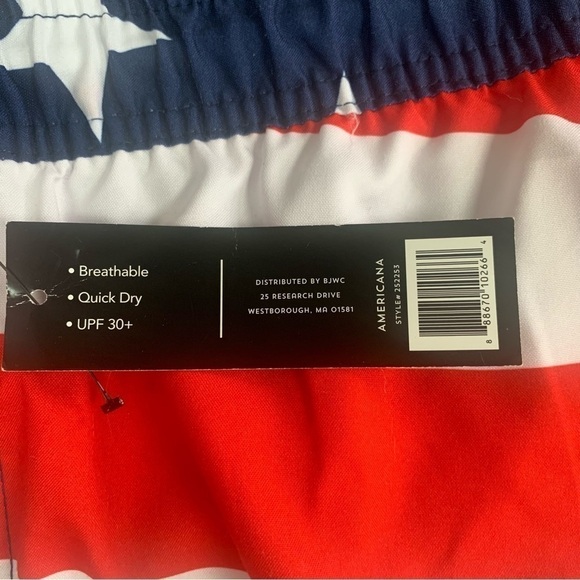 • Breathable
• Quick Dry
• UPF 30+
DISTRIBUTED BY BJWC
25 RESEARCH DRIVE
WESTBOROUGH, MA 01581
AMERICANA
STYLE# 252253
8 88670 10266 4